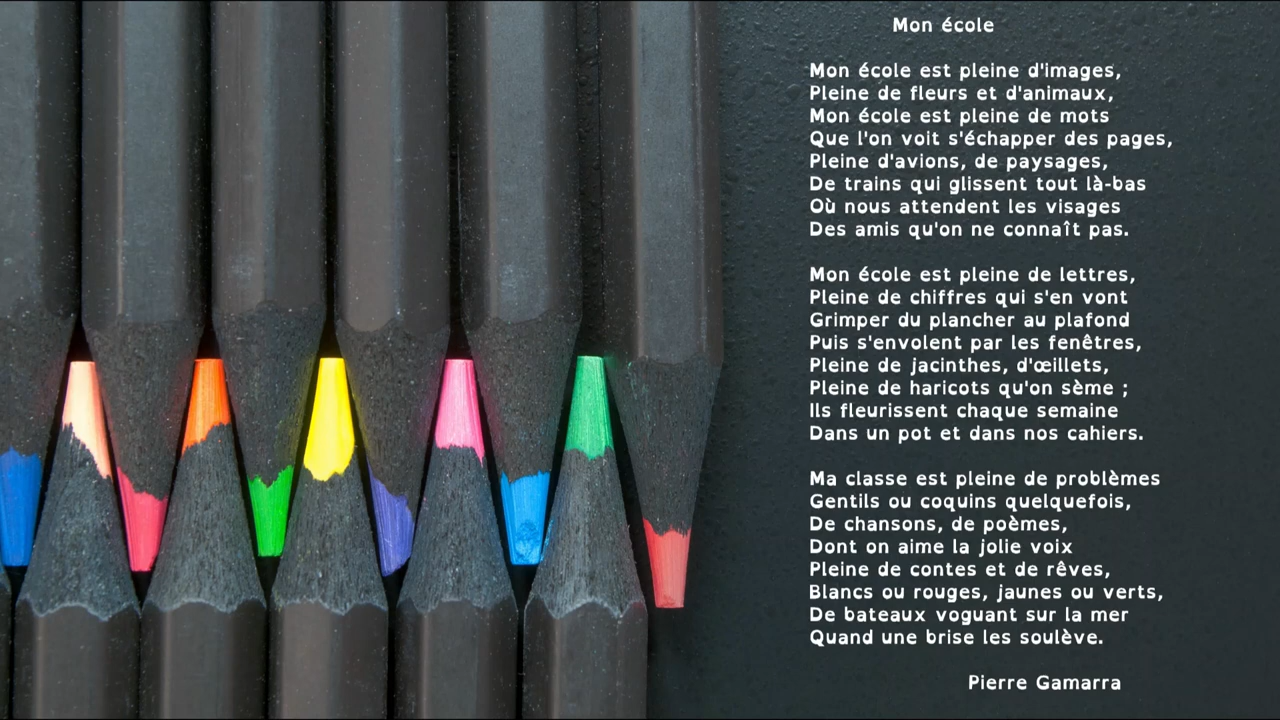 Mon école
Mon école est pleine d'images,
Pleine de fleurs et d'animaux,
Mon école est pleine de mots
Que l'on voit s'échapper des pages,
Pleine d'avions, de paysages,
De trains qui glissent tout là-bas
Où nous attendent les visages
Des amis qu'on ne connaît pas.
Mon école est pleine de lettres,
Pleine de chiffres qui s'en vont
Grimper du plancher au plafond
Puis s'envolent par les fenêtres,
Pleine de jacinthes, d'œillets,
Pleine de haricots qu'on sème ;
Ils fleurissent chaque semaine
Dans un pot et dans nos cahiers.
Ma classe est pleine de problèmes
Gentils ou coquins quelquefois,
De chansons, de poèmes,
Dont on aime la jolie voix
Pleine de contes et de rêves,
Blancs ou rouges, jaunes ou verts,
De bateaux voguant sur la mer
Quand une brise les soulève.
Pierre Gamarra